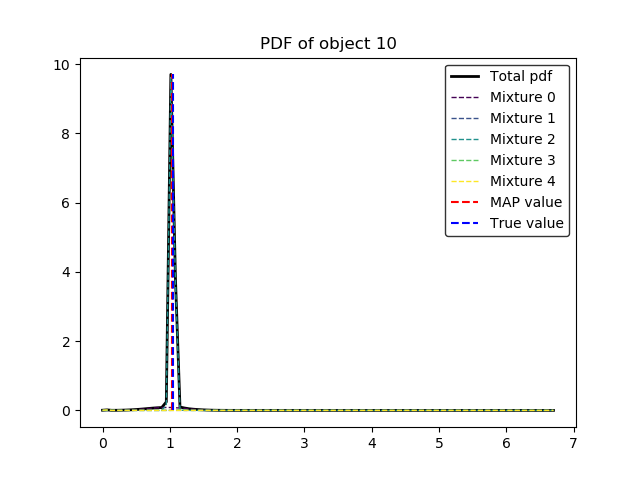 PDF of object 10
10
8
6
4
2
0
0 1 2 3 4 5 6 7
Total pdf
Mixture 0
Mixture 1
Mixture 2
Mixture 3
Mixture 4
MAP value
True value